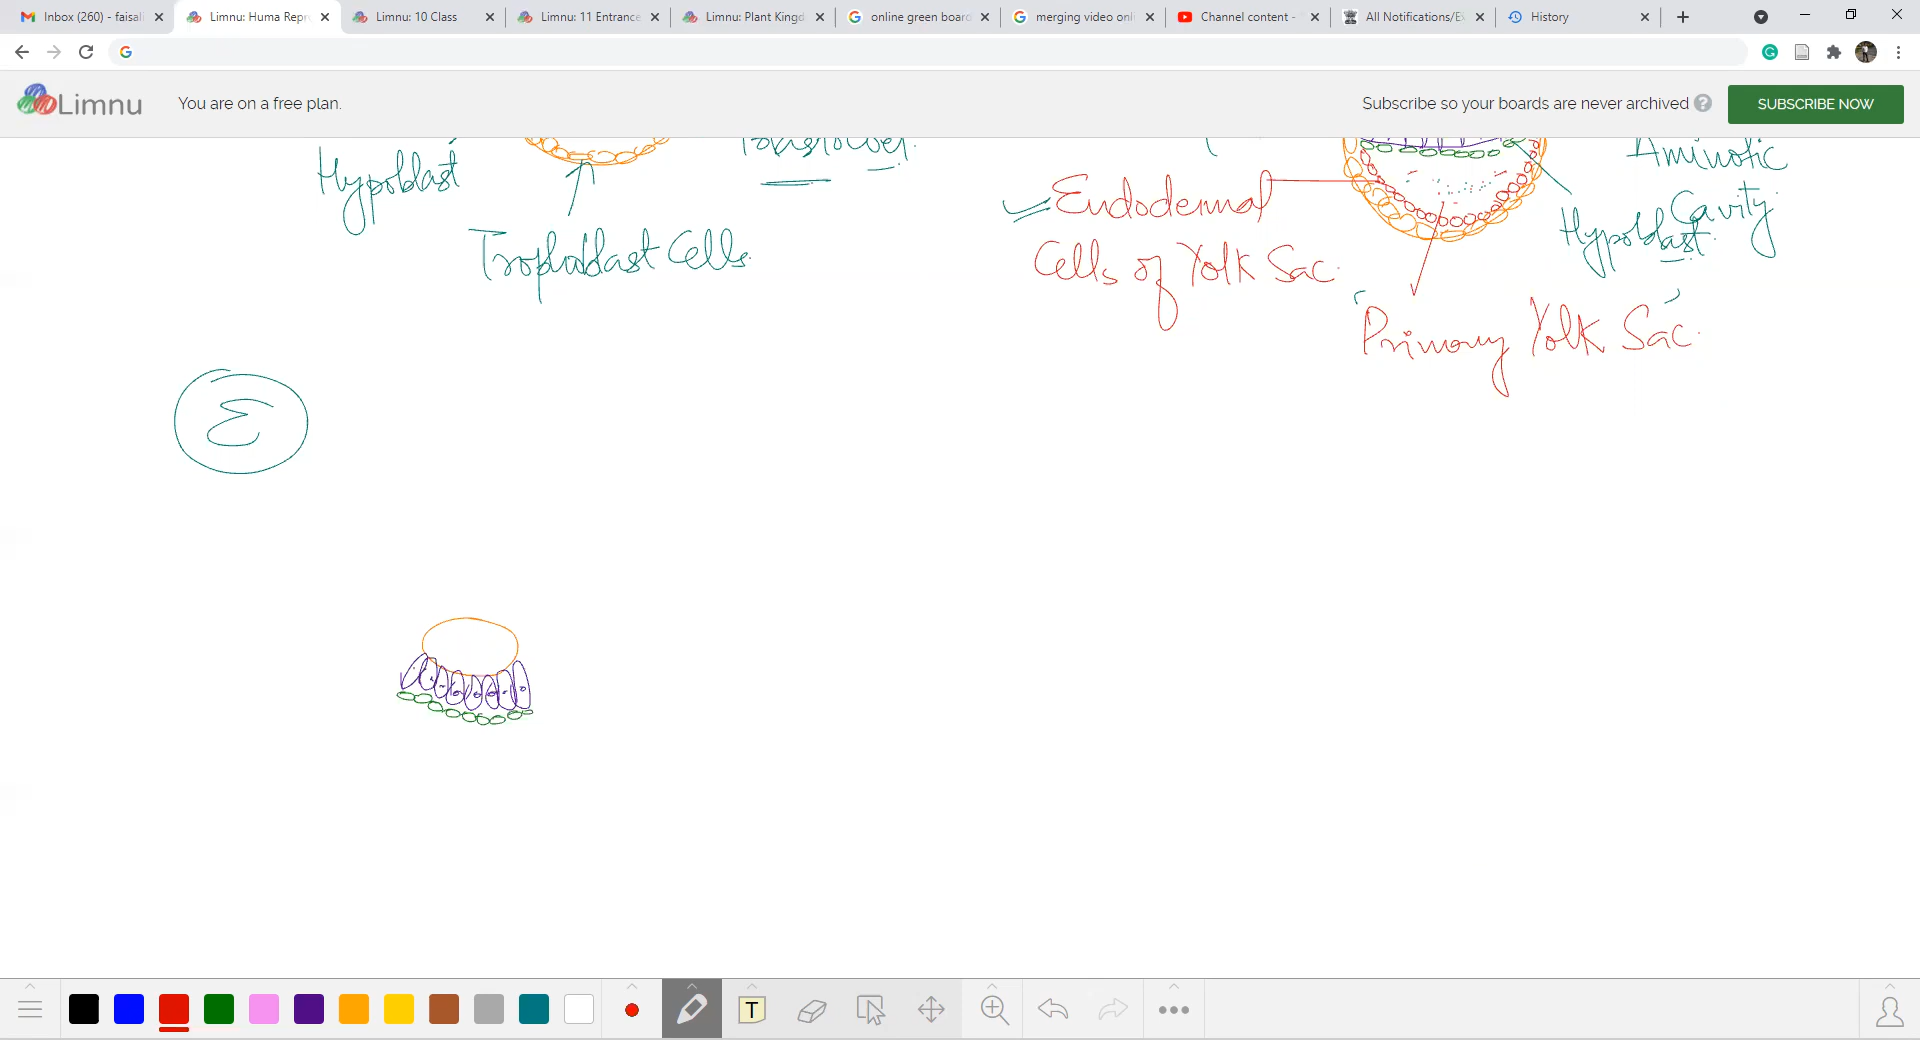 Inbox (260) - faisal
Limnu: Huma Repr
Limnu: 10 Class
Limnu: 11 Entrance
Limnu: Plant Kingd
online green board
merging video onl
Channel content -
All Notifications/Ex
History
Limnu
You are on a free plan.
Subscribe so your boards are never archived
SUBSCRIBE NOW
Hypoblast
Trophoblast Cells.
Endodermal
Cells of Yolk Sac.
"Primary Yolk Sac."
Aminotic
Cavity
Hypoblast.
E
T